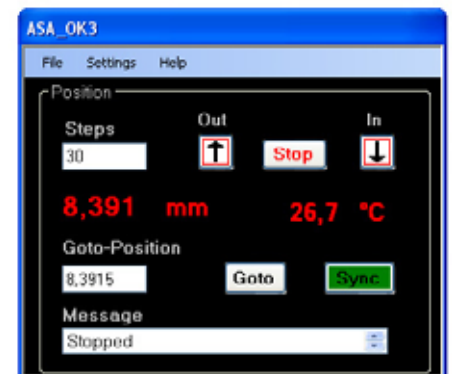 ASA_OK3
File Settings Help
Position
Steps Out In
30 Stop
8,391 mm 26,7 °C
Goto-Position
8,3915 Goto Sync
Message
Stopped